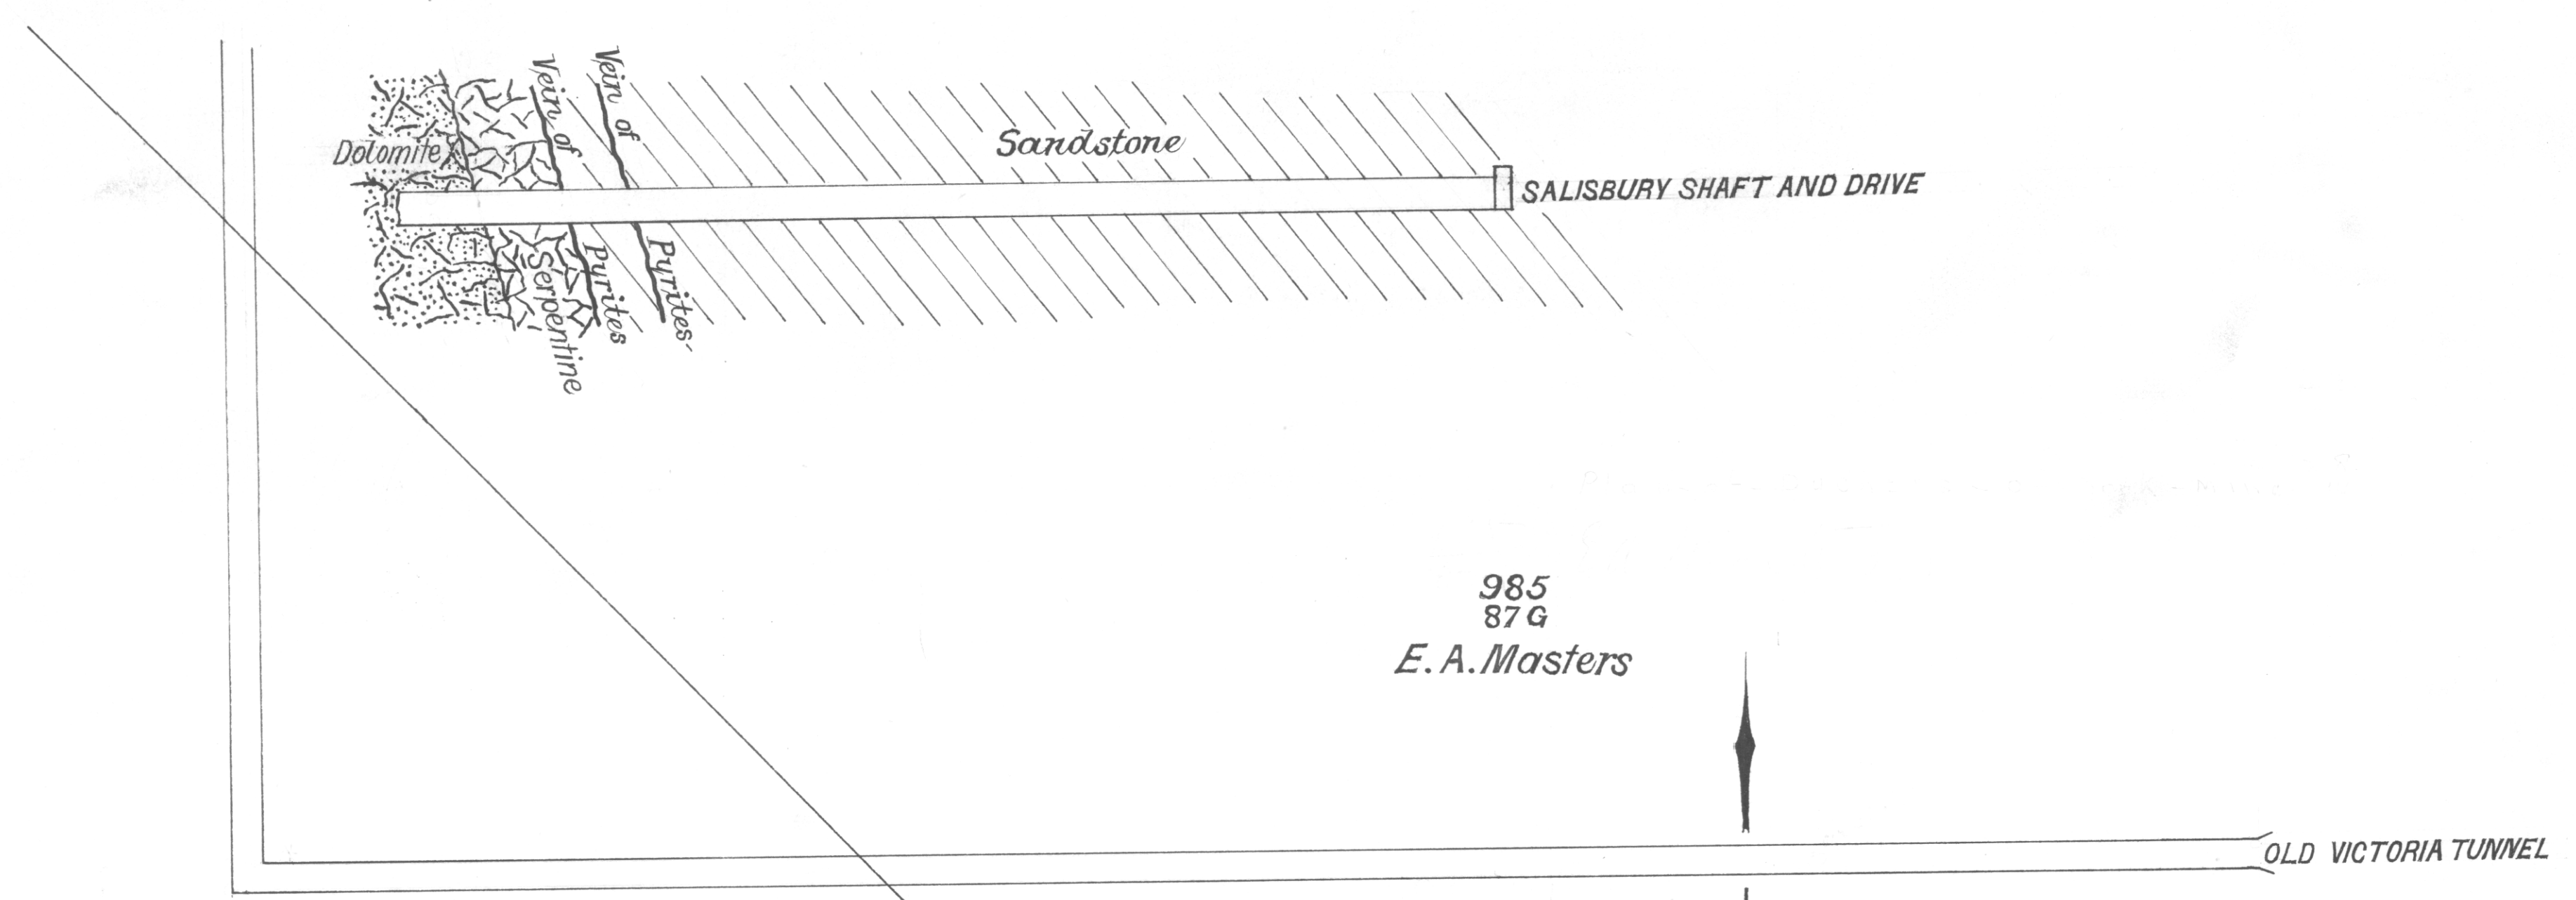 Vein of Pyrites
Vein of Pyrites
Dolomite
Serpentine
Sandstone
SALISBURY SHAFT AND DRIVE
985
87 G
E. A. Masters
OLD VICTORIA TUNNEL